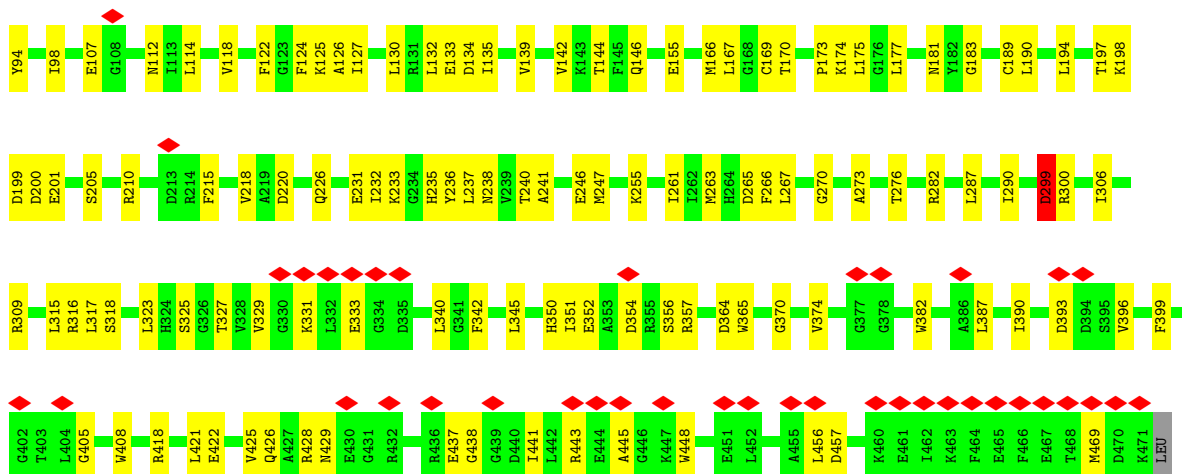 Y94 I98 E107 G108 N112 I113 L114 V118 F122 G123 F124 K125 A126 I127 L130 R131 L132 E133 D134 I135 V139 V142 K143 T144 F145 Q146 E155 M166 L167 G168 C169 T170 P173 K174 L175 G176 L177 N181 Y182 G183 C189 L190 L194 T197 K198
D199 D200 E201 S205 R210 D213 R214 F215 V218 A219 D220 Q226 E231 I232 K233 G234 H235 Y236 L237 N238 V239 T240 A241 E246 M247 K255 I261 I262 M263 H264 D265 F266 L267 G270 A273 T276 R282 L287 I290 D299 R300 I306
R309 L315 R316 L317 S318 L323 H324 S325 G326 T327 V328 V329 G330 K331 L332 E333 G334 D335 L340 G341 F342 L345 H350 I351 E352 A353 D354 R355 S356 R357 D364 W365 G370 V374 G377 G378 W382 A386 L387 I390 D393 D394 S395 V396 F399
G402 T403 L404 G405 W408 R418 L421 E422 V425 Q426 A427 R428 N429 E430 G431 R432 R436 E437 G438 G439 D440 I441 L442 R443 E444 A445 G446 K447 W448 E451 L452 A455 L456 D457 K460 E461 I462 K463 F464 E465 F466 E467 T468 M469 D470 K471 LEU